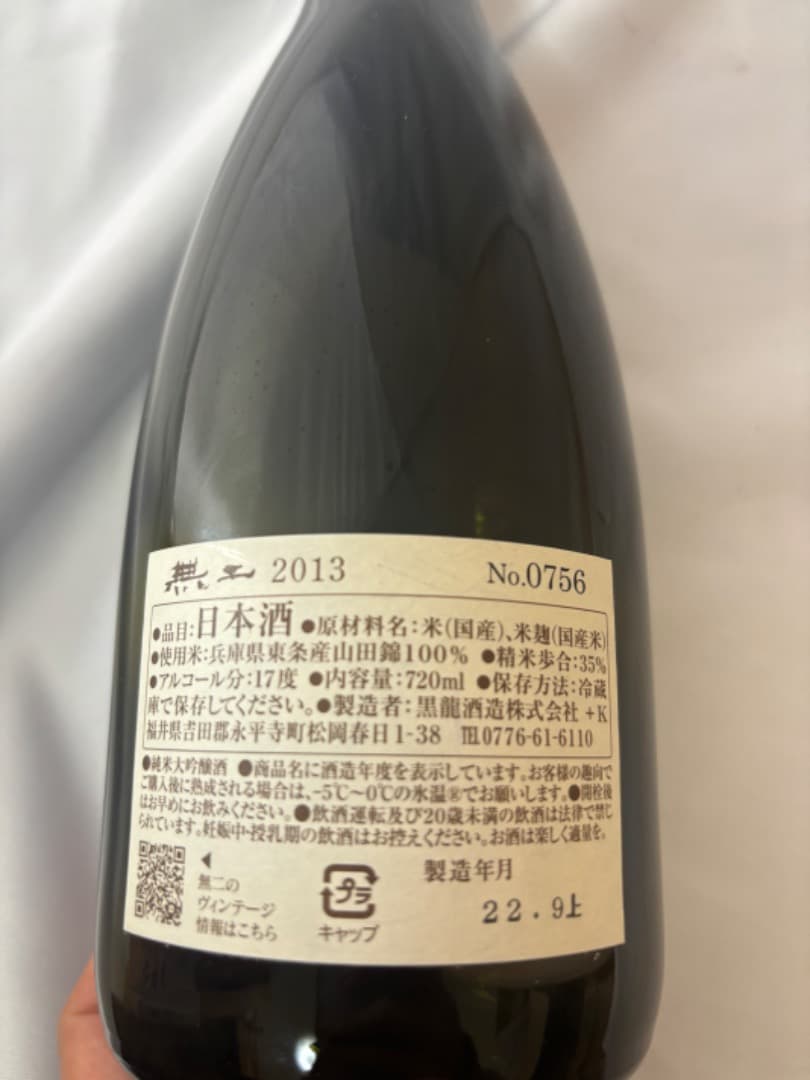 無二 2013 No.0756
●品目:日本酒 ●原材料名:米(国産)、米麹(国産米)
●使用米:兵庫県東条産山田錦100% ●精米歩合:35%
●アルコール分:17度 ●内容量:720ml ●保存方法:冷蔵
庫で保存してください。●製造者:黒龍酒造株式会社 +K
福井県吉田郡永平寺町松岡春日1-38 ℡0776-61-6110
●純米大吟醸酒 ●商品名に酒造年度を表示しています。お客様の趣向で
ご購入後に熟成される場合は、-5℃~0℃の氷温®でお願いします。●開栓後
はお早めにお飲みください。●飲酒運転及び20歳未満の飲酒は法律で禁じ
られています。妊娠中・授乳期の飲酒はお控えください。お酒は楽しく適量を。
無二の
ヴィンテージ
情報はこちら
プラ
キャップ
製造年月
22.9上